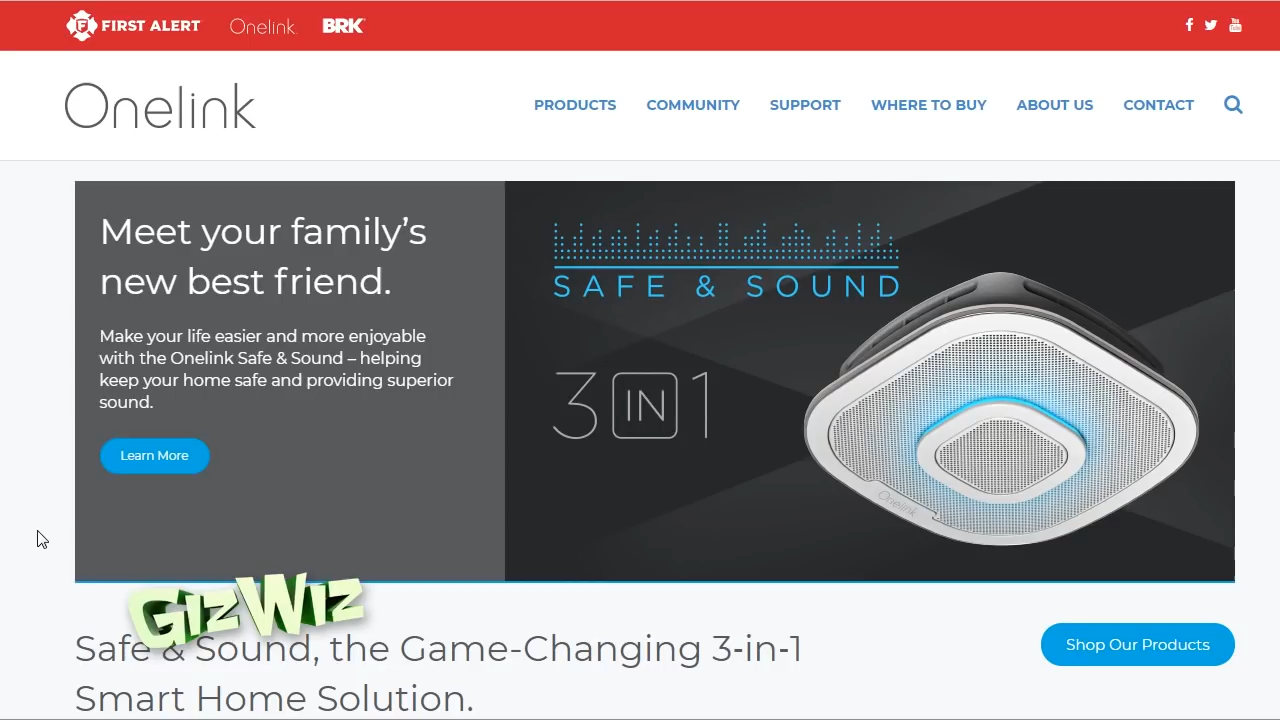 FIRST ALERT Onelink. BRK
Onelink
PRODUCTS COMMUNITY SUPPORT WHERE TO BUY ABOUT US CONTACT
Meet your family's
new best friend.
Make your life easier and more enjoyable
with the Onelink Safe & Sound – helping
keep your home safe and providing superior
sound.
Learn More
SAFE & SOUND
3 IN 1
Onelink
GIZWIZ
Safe & Sound, the Game-Changing 3-in-1
Smart Home Solution.
Shop Our Products